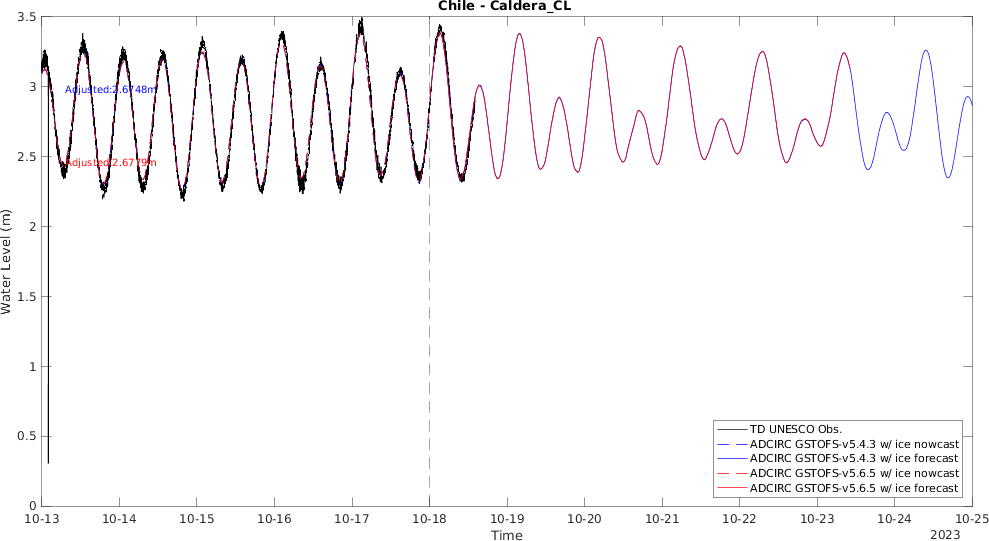 Chile - Caldera_CL
3.5
3
2.5
2
1.5
1
0.5
0
Water Level (m)
Adjusted:2.6748m
Adjusted:2.6779m
TD UNESCO Obs.
ADCIRC GSTOFS-v5.4.3 w/ ice nowcast
ADCIRC GSTOFS-v5.4.3 w/ ice forecast
ADCIRC GSTOFS-v5.6.5 w/ ice nowcast
ADCIRC GSTOFS-v5.6.5 w/ ice forecast
10-13 10-14 10-15 10-16 10-17 10-18 10-19 10-20 10-21 10-22 10-23 10-24 10-25
Time
2023